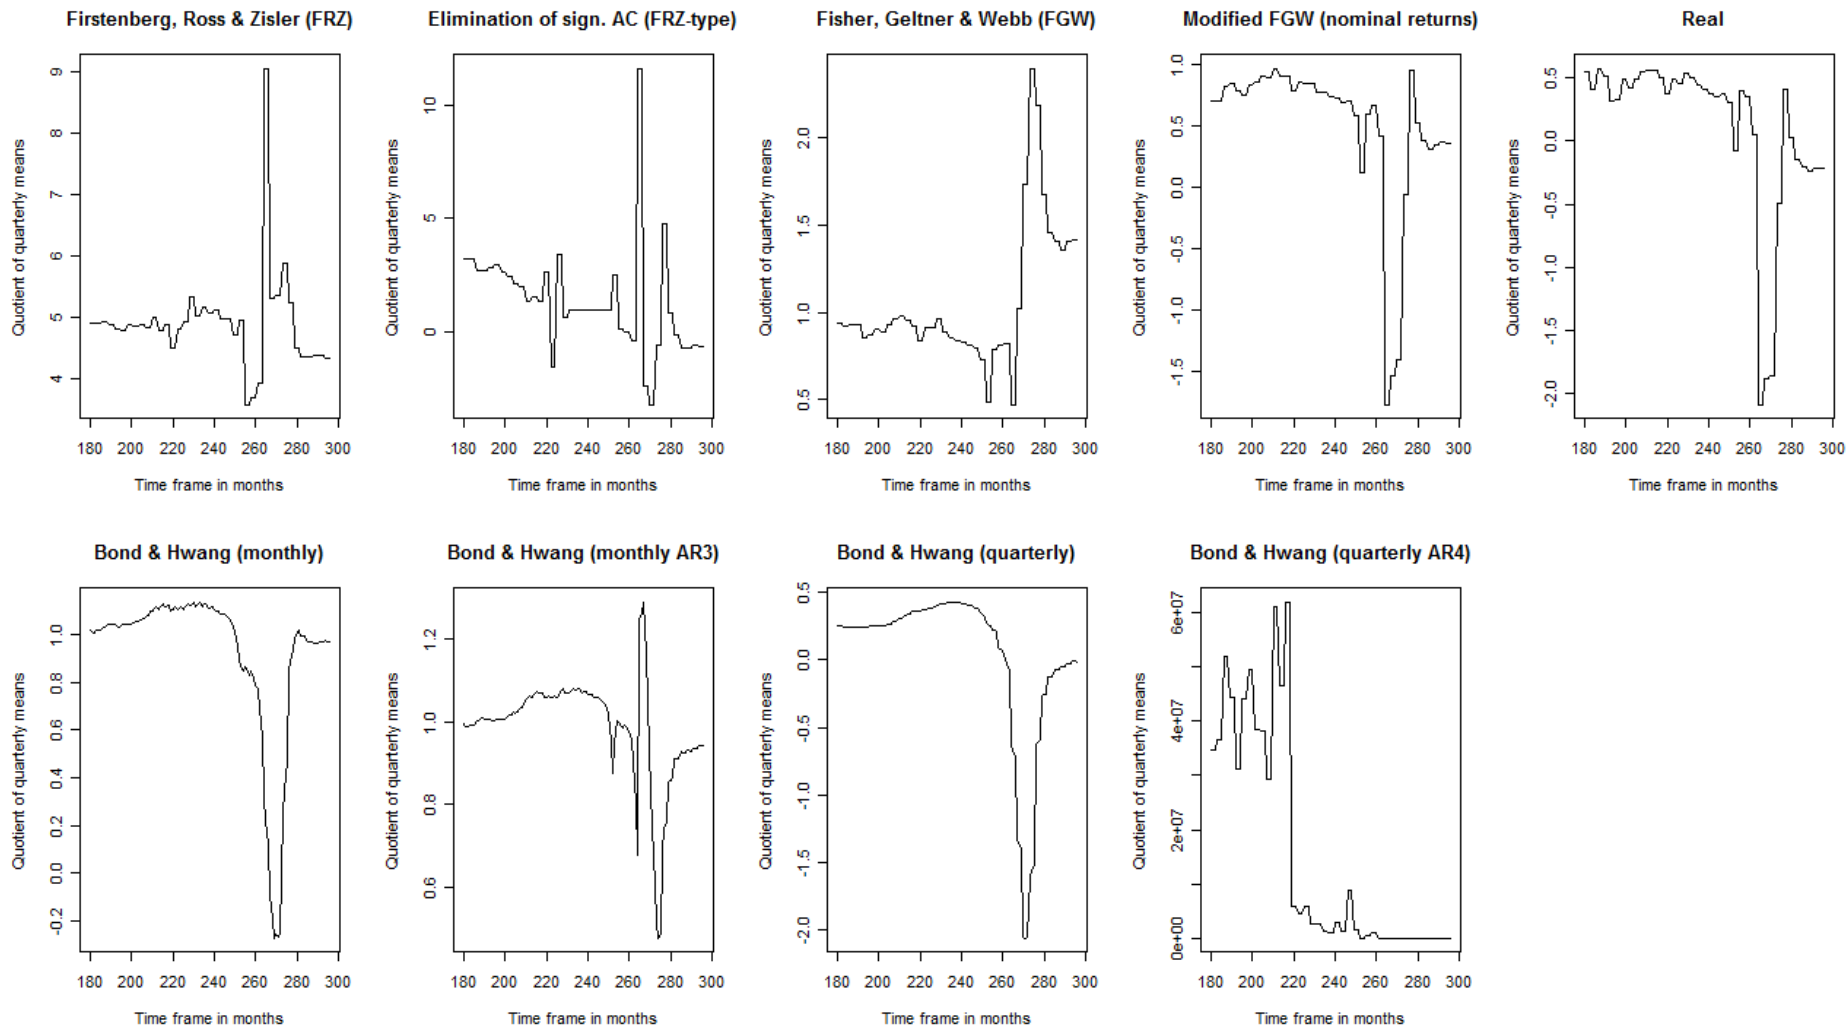 Firstenberg, Ross & Zisler (FRZ)
Quotient of quarterly means
9
8
7
6
5
4
180 200 220 240 260 280 300
Time frame in months
Elimination of sign. AC (FRZ-type)
Quotient of quarterly means
10
5
0
180 200 220 240 260 280 300
Time frame in months
Fisher, Geltner & Webb (FGW)
Quotient of quarterly means
2.0
1.5
1.0
0.5
180 200 220 240 260 280 300
Time frame in months
Modified FGW (nominal returns)
Quotient of quarterly means
1.0
0.5
0.0
-0.5
-1.0
-1.5
180 200 220 240 260 280 300
Time frame in months
Real
Quotient of quarterly means
0.5
0.0
-0.5
-1.0
-1.5
-2.0
180 200 220 240 260 280 300
Time frame in months
Bond & Hwang (monthly)
Quotient of quarterly means
1.0
0.8
0.6
0.4
0.2
0.0
-0.2
180 200 220 240 260 280 300
Time frame in months
Bond & Hwang (monthly AR3)
Quotient of quarterly means
1.2
1.0
0.8
0.6
180 200 220 240 260 280 300
Time frame in months
Bond & Hwang (quarterly)
Quotient of quarterly means
0.5
0.0
-0.5
-1.0
-1.5
-2.0
180 200 220 240 260 280 300
Time frame in months
Bond & Hwang (quarterly AR4)
Quotient of quarterly means
6e+07
4e+07
2e+07
0e+00
180 200 220 240 260 280 300
Time frame in months